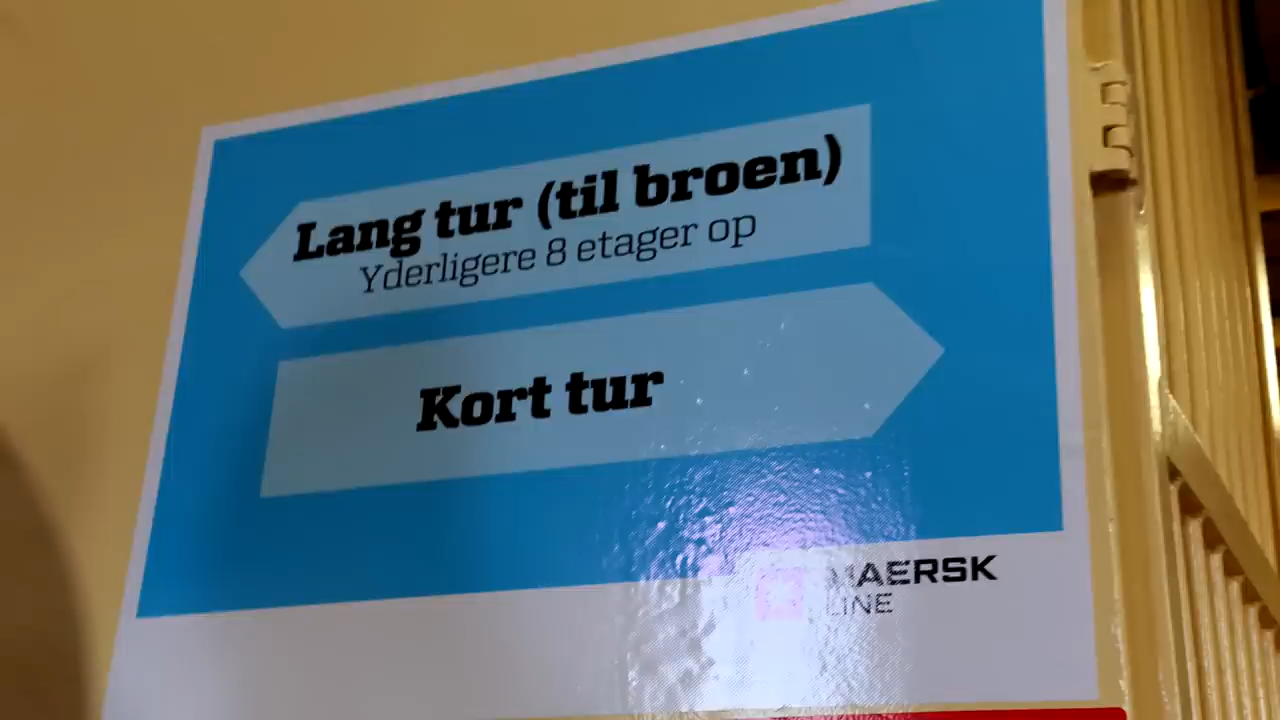 Lang tur (til broen)
Yderligere 8 etager op
Kort tur
MAERSK
LINE